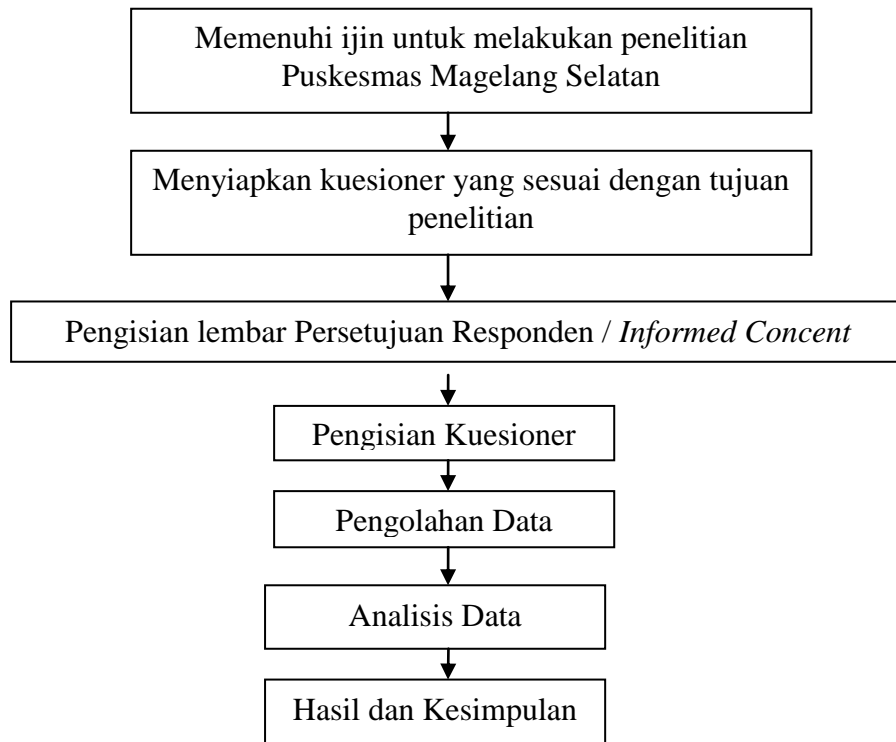 Memenuhi ijin untuk melakukan penelitian
Puskesmas Magelang Selatan
Menyiapkan kuesioner yang sesuai dengan tujuan
penelitian
Pengisian lembar Persetujuan Responden / Informed Concent
Pengisian Kuesioner
Pengolahan Data
Analisis Data
Hasil dan Kesimpulan